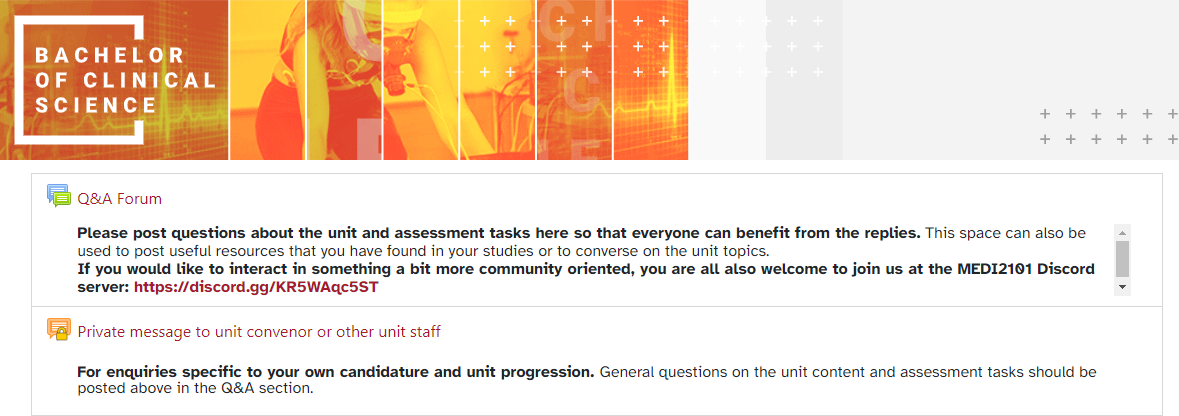 BACHELOR
OF CLINICAL
SCIENCE
Q&A Forum
Please post questions about the unit and assessment tasks here so that everyone can benefit from the replies. This space can also be
used to post useful resources that you have found in your studies or to converse on the unit topics.
If you would like to interact in something a bit more community oriented, you are all also welcome to join us at the MEDI2101 Discord
server: https://discord.gg/KR5WAqc5ST
Private message to unit convenor or other unit staff
For enquiries specific to your own candidature and unit progression. General questions on the unit content and assessment tasks should be
posted above in the Q&A section.